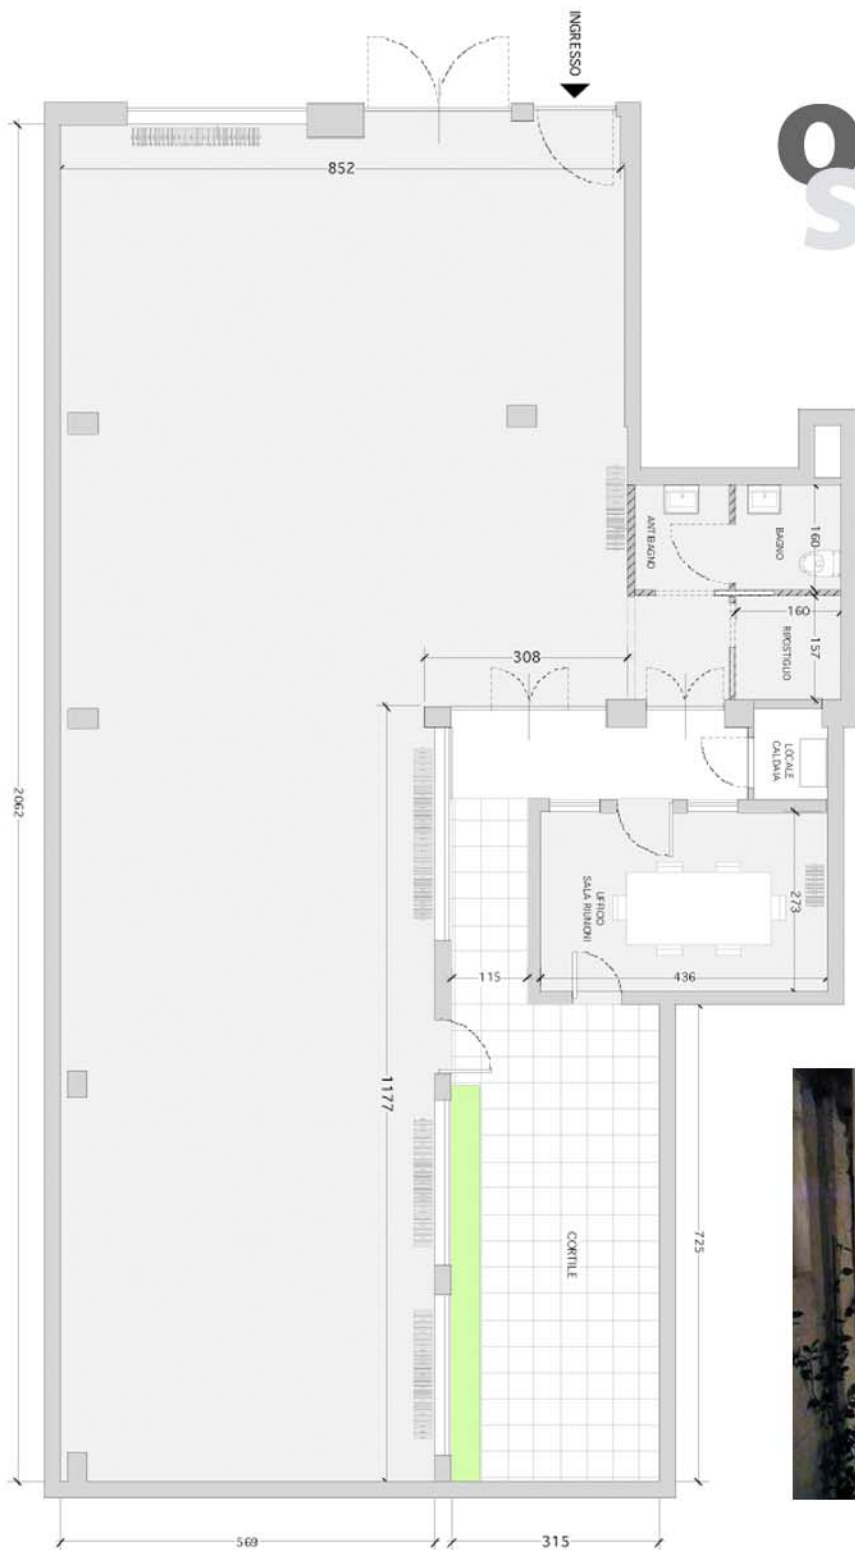 INGRESSO
O
S
852
ANTIBAGNO
BAGNO
160
160
RIPOSTIGLIO
157
308
LOCALE
CALDAIA
2062
UFFICIO
SALA RIUNIONI
273
115
436
1177
CORTILE
725
569
315